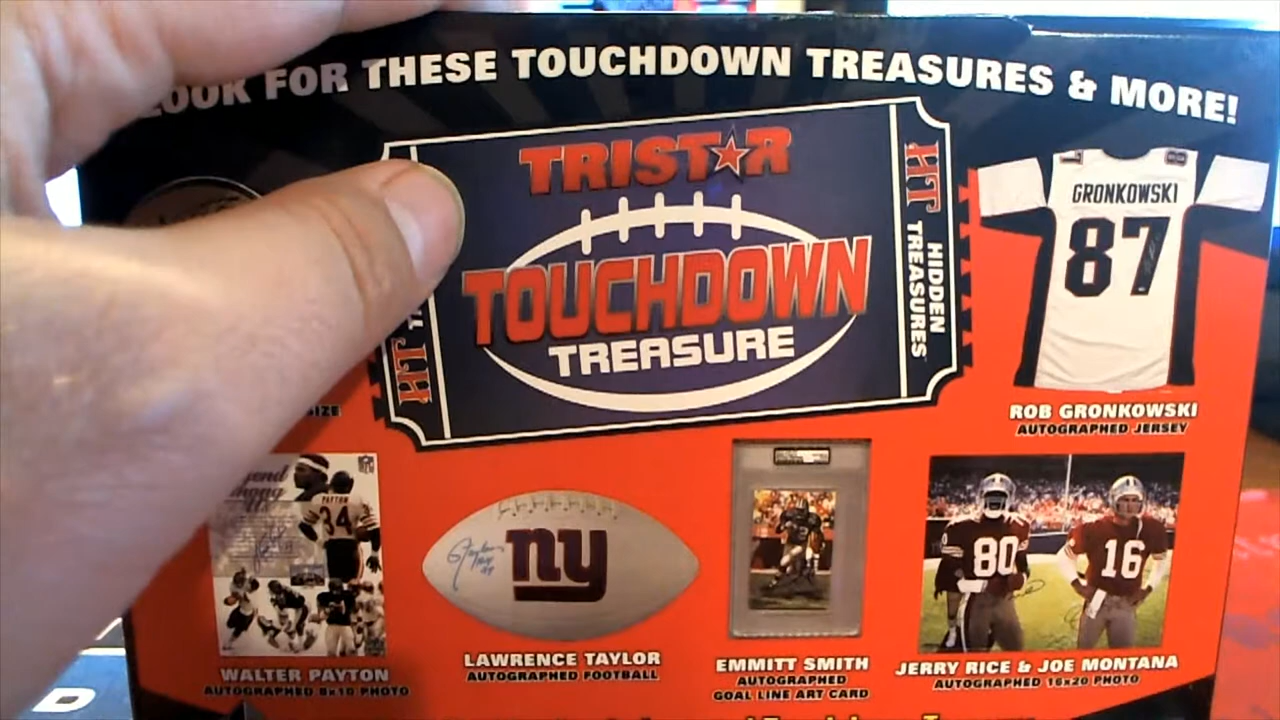 LOOK FOR THESE TOUCHDOWN TREASURES & MORE!
TRISTAR
TOUCHDOWN
TREASURE
HT HIDDEN TREASURES
HT
GRONKOWSKI
87
ROB GRONKOWSKI
AUTOGRAPHED JERSEY
SIZE
PAYTON
34
ny
80
16
WALTER PAYTON
AUTOGRAPHED 8x10 PHOTO
LAWRENCE TAYLOR
AUTOGRAPHED FOOTBALL
EMMITT SMITH
AUTOGRAPHED
GOAL LINE ART CARD
JERRY RICE & JOE MONTANA
AUTOGRAPHED 16x20 PHOTO